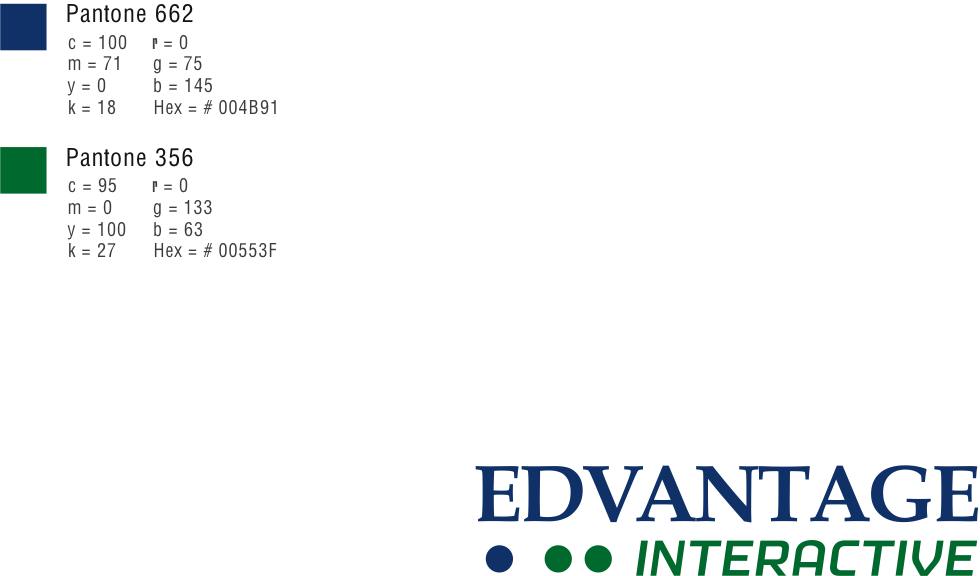 Pantone 662
c = 100 r = 0
m = 71 g = 75
y = 0 b = 145
k = 18 Hex = # 004B91
Pantone 356
c = 95 r = 0
m = 0 g = 133
y = 100 b = 63
k = 27 Hex = # 00553F
EDVANTAGE
INTERACTIVE